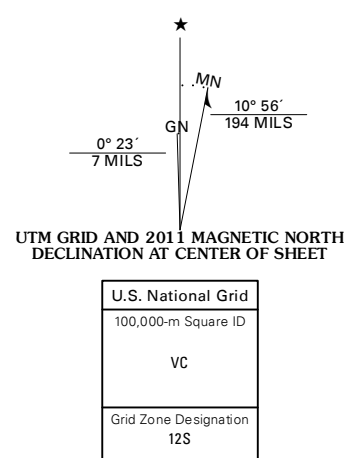 ★
MN
GN
10° 56´
194 MILS
0° 23´
7 MILS
UTM GRID AND 2011 MAGNETIC NORTH
DECLINATION AT CENTER OF SHEET
U.S. National Grid
100,000-m Square ID
VC
Grid Zone Designation
12S